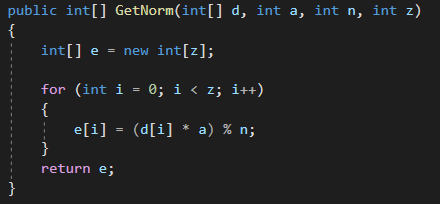 public int[] GetNorm(int[] d, int a, int n, int z)
{
    int[] e = new int[z];

    for (int i = 0; i < z; i++)
    {
        e[i] = (d[i] * a) % n;
    }
    return e;
}